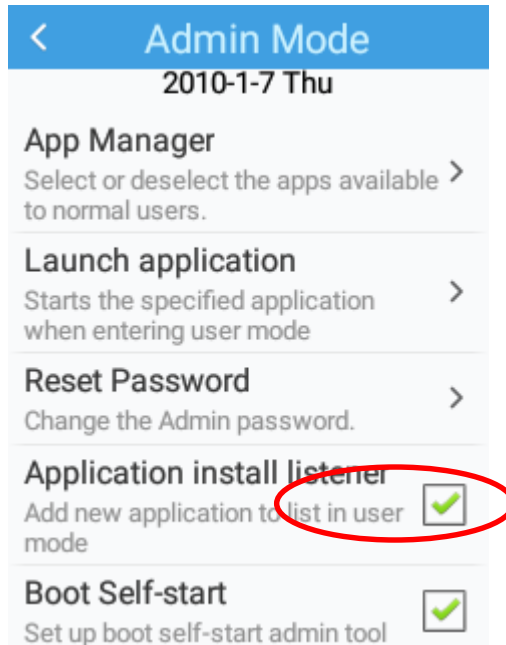 Admin Mode
2010-1-7 Thu
App Manager
Select or deselect the apps available
to normal users.
Launch application
Starts the specified application
when entering user mode
Reset Password
Change the Admin password.
Application install listener
Add new application to list in user
mode
Boot Self-start
Set up boot self-start admin tool